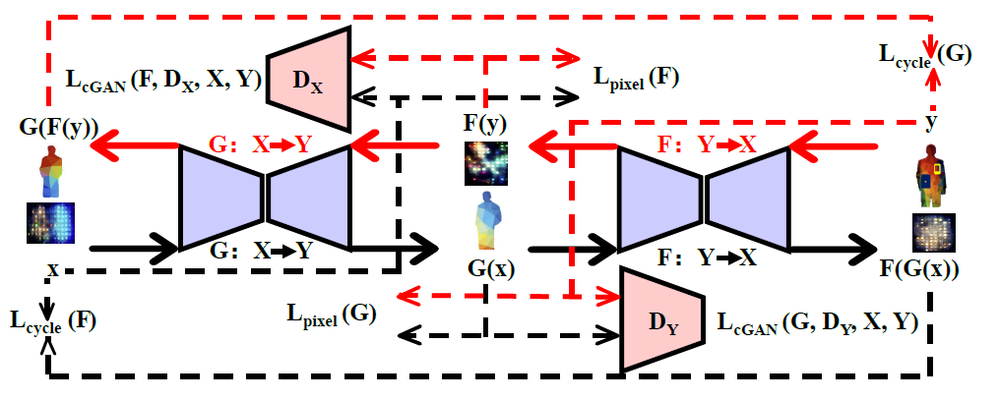 L_cycle (G)
L_cGAN (F, D_X, X, Y)
D_X
L_pixel (F)
G(F(y))
F(y)
y
G: X→Y
F: Y→X
G: X→Y
F: Y→X
x
G(x)
F(G(x))
L_cycle (F)
L_pixel (G)
D_Y
L_cGAN (G, D_Y, X, Y)